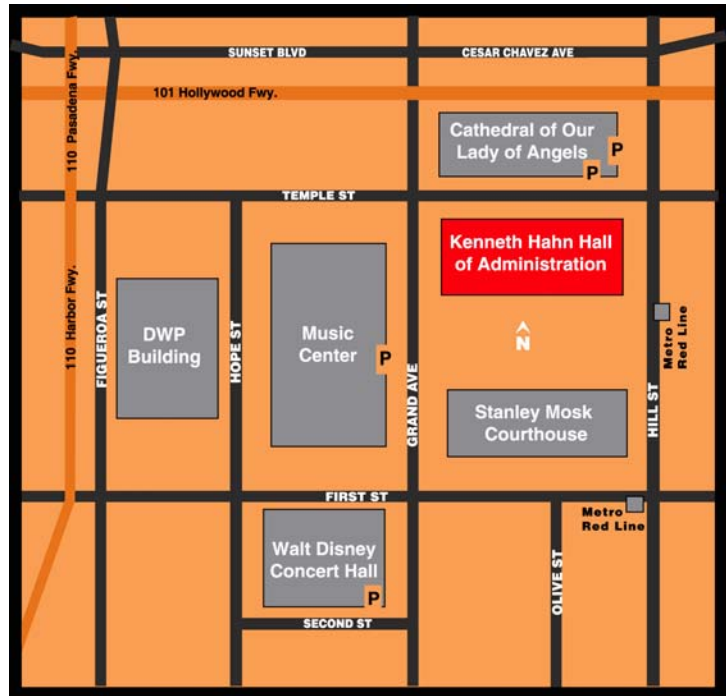 SUNSET BLVD
CESAR CHAVEZ AVE
110 Pasadena Fwy.
101 Hollywood Fwy.
Cathedral of Our
Lady of Angels
P
P
TEMPLE ST
Kenneth Hahn Hall
of Administration
110 Harbor Fwy.
FIGUEROA ST
DWP
Building
HOPE ST
Music
Center
P
GRAND AVE
N
HILL ST
Metro
Red Line
Stanley Mosk
Courthouse
FIRST ST
Metro
Red Line
Walt Disney
Concert Hall
P
OLIVE ST
SECOND ST